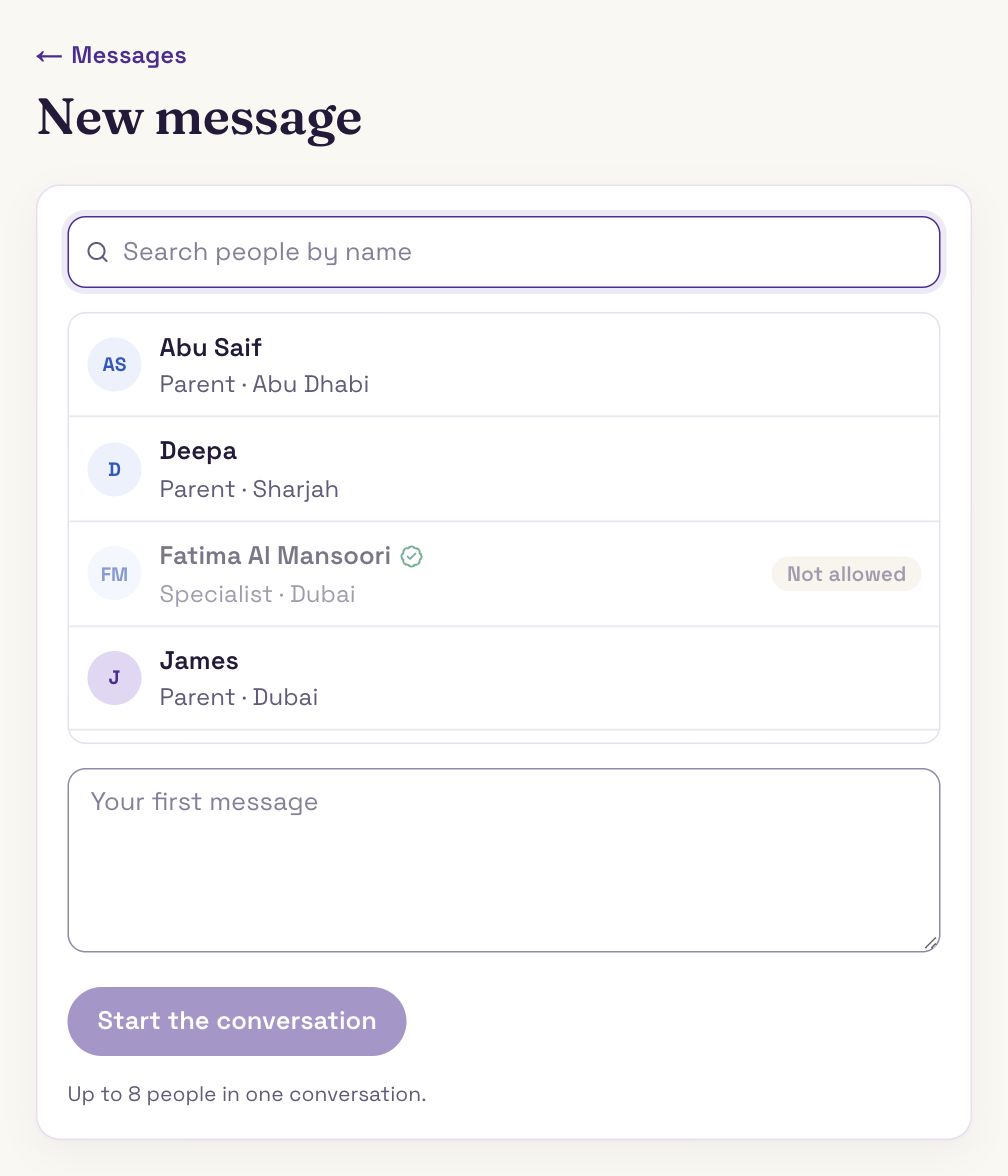 ← Messages
New message
Search people by name
AS
Abu Saif
Parent · Abu Dhabi
D
Deepa
Parent · Sharjah
FM
Fatima Al Mansoori
Specialist · Dubai
Not allowed
J
James
Parent · Dubai
Your first message
Start the conversation
Up to 8 people in one conversation.